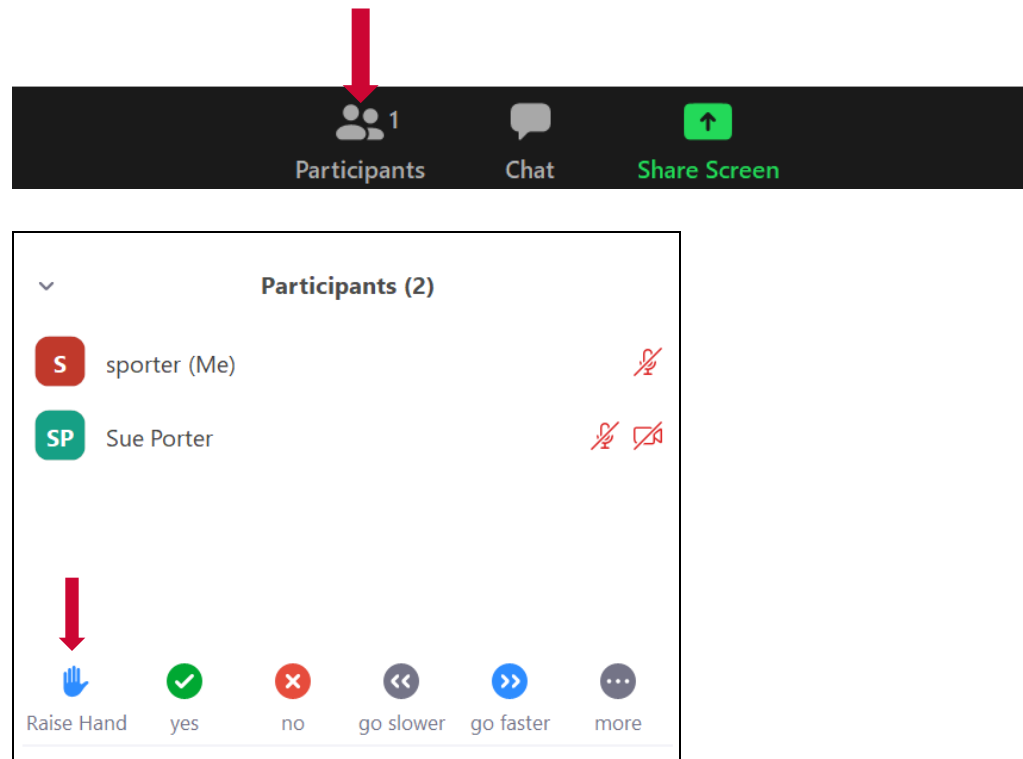 1
Participants Chat Share Screen
Participants (2)
S sporter (Me)
SP Sue Porter
Raise Hand yes no go slower go faster more